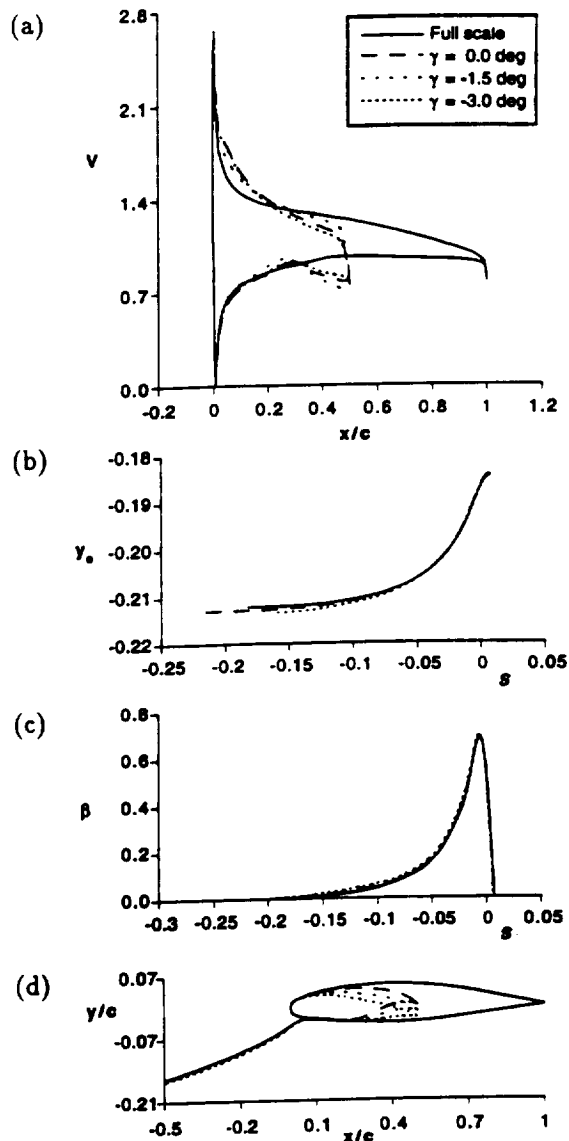 (a)
2.8
2.1
V
1.4
0.7
0.0
-0.2 0 0.2 0.4 0.6 0.8 1 1.2
x/c
Full scale
γ = 0.0 deg
γ = -1.5 deg
γ = -3.0 deg
(b)
-0.18
-0.19
yₒ
-0.20
-0.21
-0.22
-0.25 -0.2 -0.15 -0.1 -0.05 0 0.05
s
(c)
0.8
0.6
β
0.4
0.2
0.0
-0.3 -0.25 -0.2 -0.15 -0.1 -0.05 0 0.05
s
(d)
0.07
y/c
-0.07
-0.21
-0.5 -0.2 0.1 0.4 0.7 1
x/c